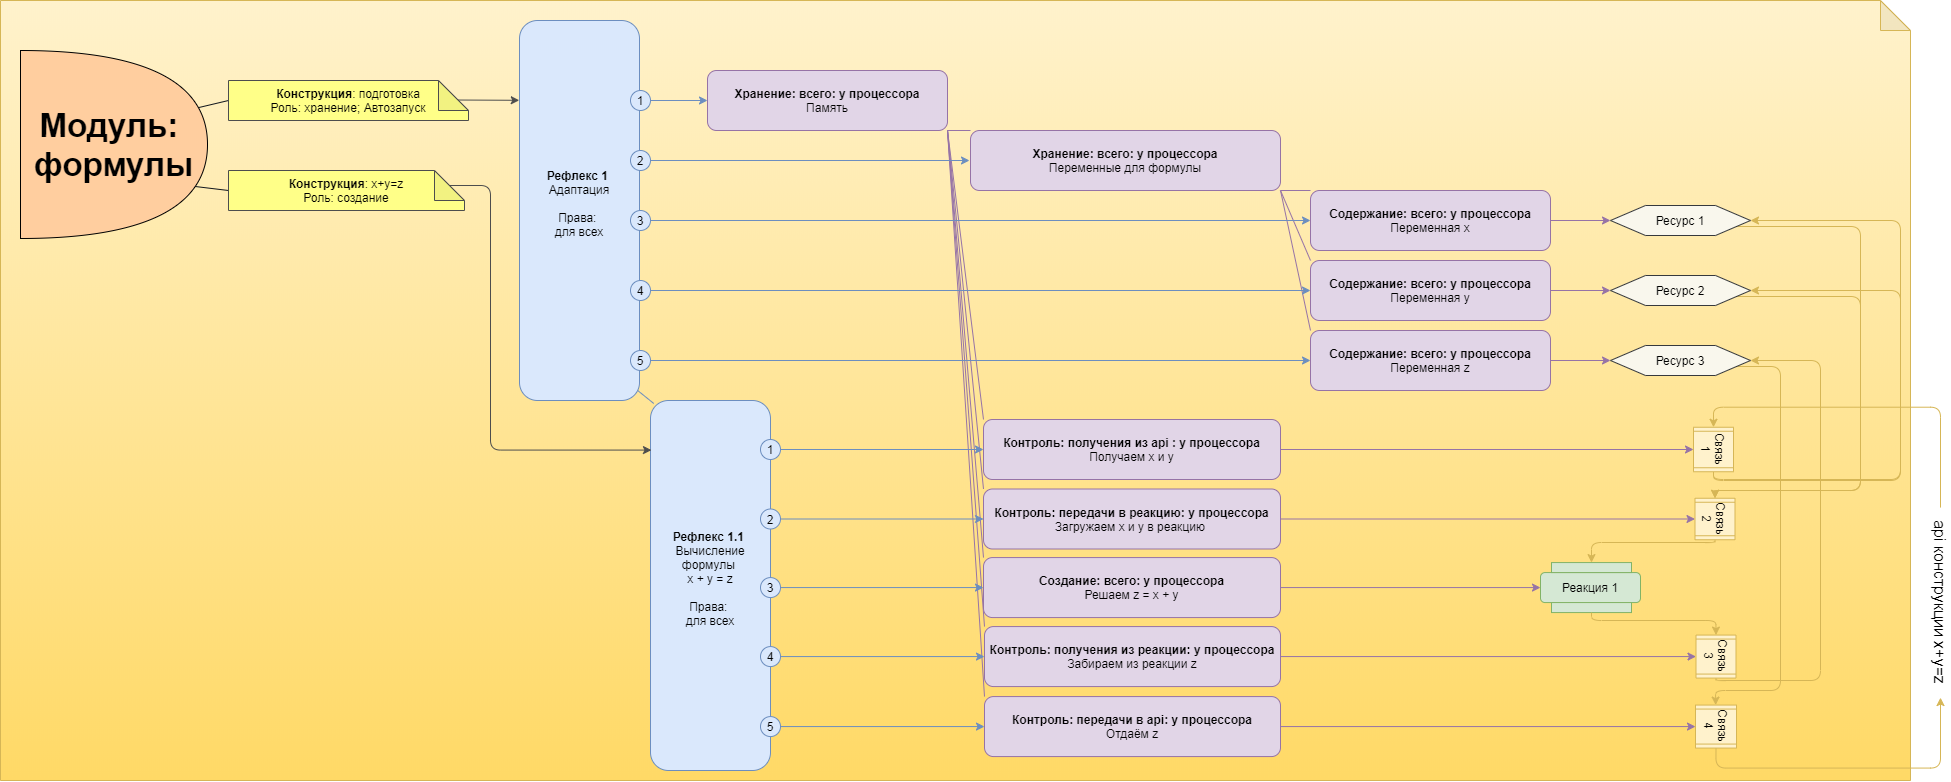 Модуль:
формулы
Конструкция: подготовка
Роль: хранение; Автозапуск
Конструкция: x+y=z
Роль: создание
Рефлекс 1
Адаптация
Права:
для всех
1
2
3
4
5
Хранение: всего: у процессора
Память
Хранение: всего: у процессора
Переменные для формулы
Содержание: всего: у процессора
Переменная x
Ресурс 1
Содержание: всего: у процессора
Переменная y
Ресурс 2
Содержание: всего: у процессора
Переменная z
Ресурс 3
Рефлекс 1.1
Вычисление
формулы
x + y = z
Права:
для всех
1
2
3
4
5
Контроль: получения из api : у процессора
Получаем x и y
Связь
1
Контроль: передачи в реакцию: у процессора
Загружаем x и y в реакцию
Связь
2
Создание: всего: у процессора
Решаем z = x + y
Реакция 1
Контроль: получения из реакции: у процессора
Забираем из реакции z
Связь
3
Контроль: передачи в api: у процессора
Отдаём z
Связь
4
api конструкции x+y=z